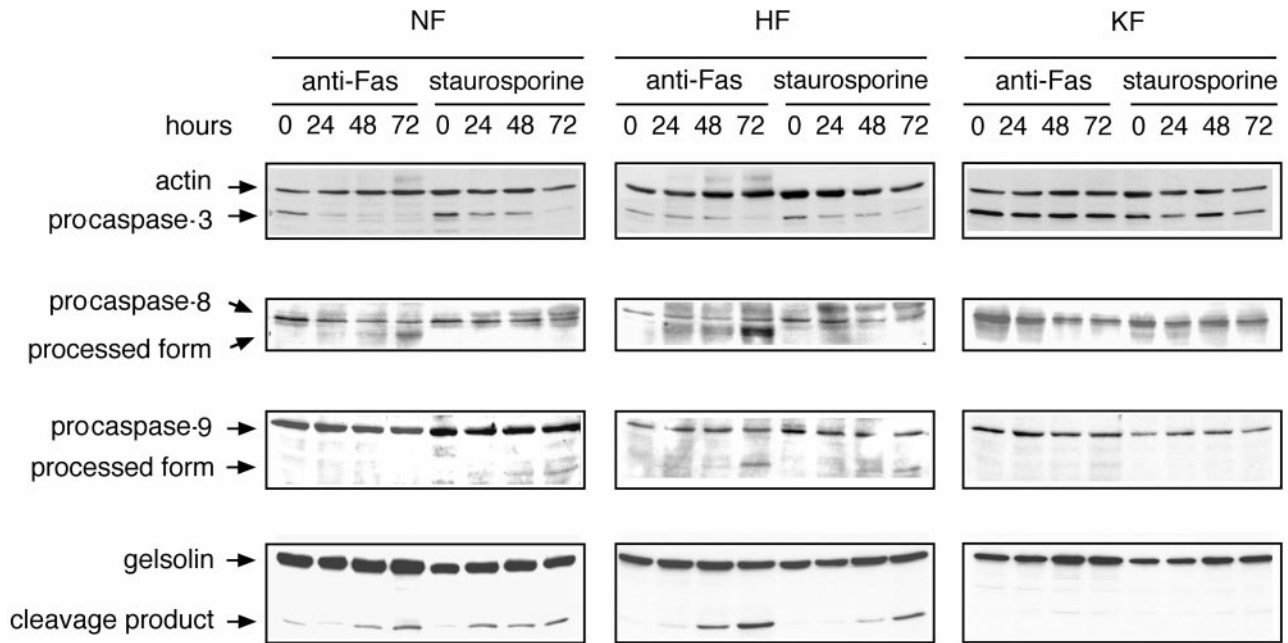 NF HF KF
anti-Fas staurosporine anti-Fas staurosporine anti-Fas staurosporine
hours 0 24 48 72 0 24 48 72 0 24 48 72 0 24 48 72 0 24 48 72 0 24 48 72
actin
procaspase-3
procaspase-8
processed form
procaspase-9
processed form
gelsolin
cleavage product